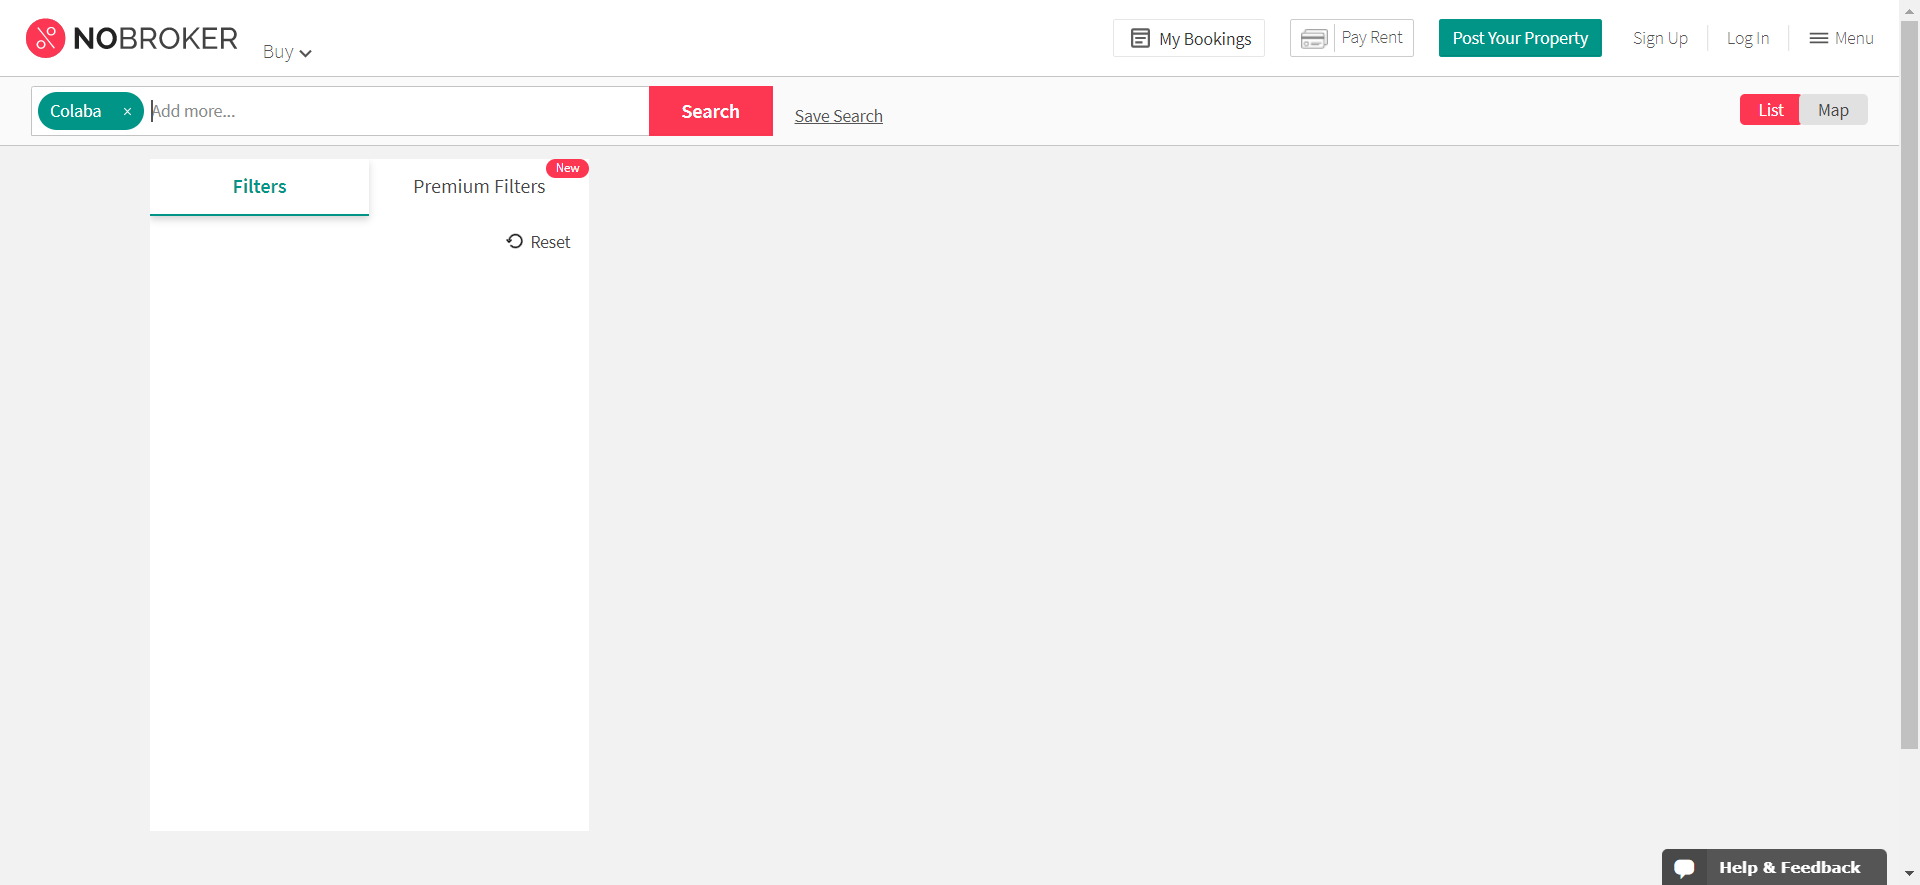 NOBROKER
Buy
My Bookings
Pay Rent
Post Your Property
Sign Up
Log In
Menu
Colaba ×
Add more...
Search
Save Search
List
Map
Filters
Premium Filters
New
Reset
Help & Feedback